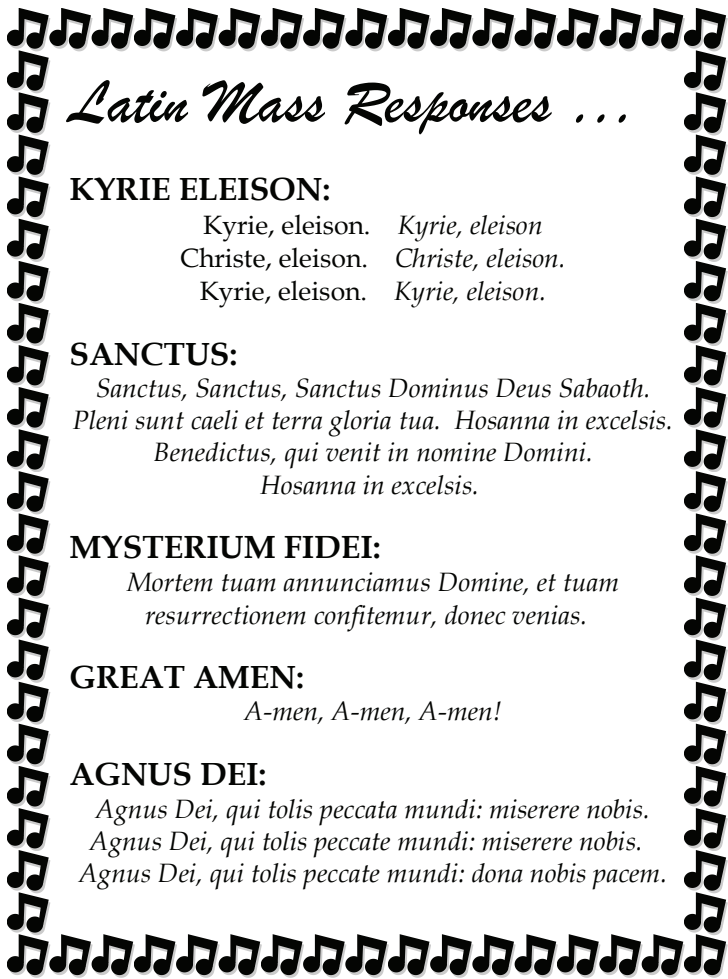 Latin Mass Responses ...
KYRIE ELEISON:
Kyrie, eleison. Kyrie, eleison
Christe, eleison. Christe, eleison.
Kyrie, eleison. Kyrie, eleison.
SANCTUS:
Sanctus, Sanctus, Sanctus Dominus Deus Sabaoth.
Pleni sunt caeli et terra gloria tua. Hosanna in excelsis.
Benedictus, qui venit in nomine Domini.
Hosanna in excelsis.
MYSTERIUM FIDEI:
Mortem tuam annunciamus Domine, et tuam
resurrectionem confitemur, donec venias.
GREAT AMEN:
A-men, A-men, A-men!
AGNUS DEI:
Agnus Dei, qui tolis peccata mundi: miserere nobis.
Agnus Dei, qui tolis peccate mundi: miserere nobis.
Agnus Dei, qui tolis peccate mundi: dona nobis pacem.